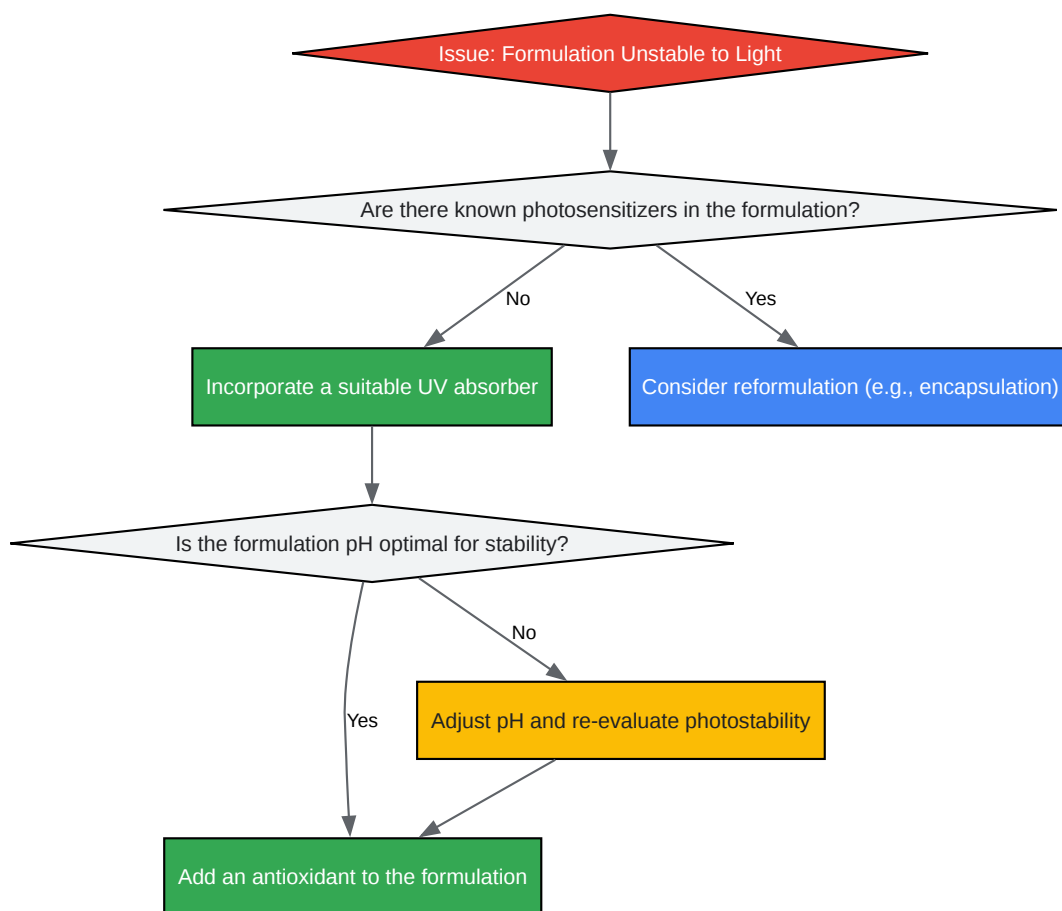 Issue: Formulation Unstable to Light
Are there known photosensitizers in the formulation?
No
Yes
Incorporate a suitable UV absorber
Consider reformulation (e.g., encapsulation)
Is the formulation pH optimal for stability?
No
Yes
Adjust pH and re-evaluate photostability
Add an antioxidant to the formulation